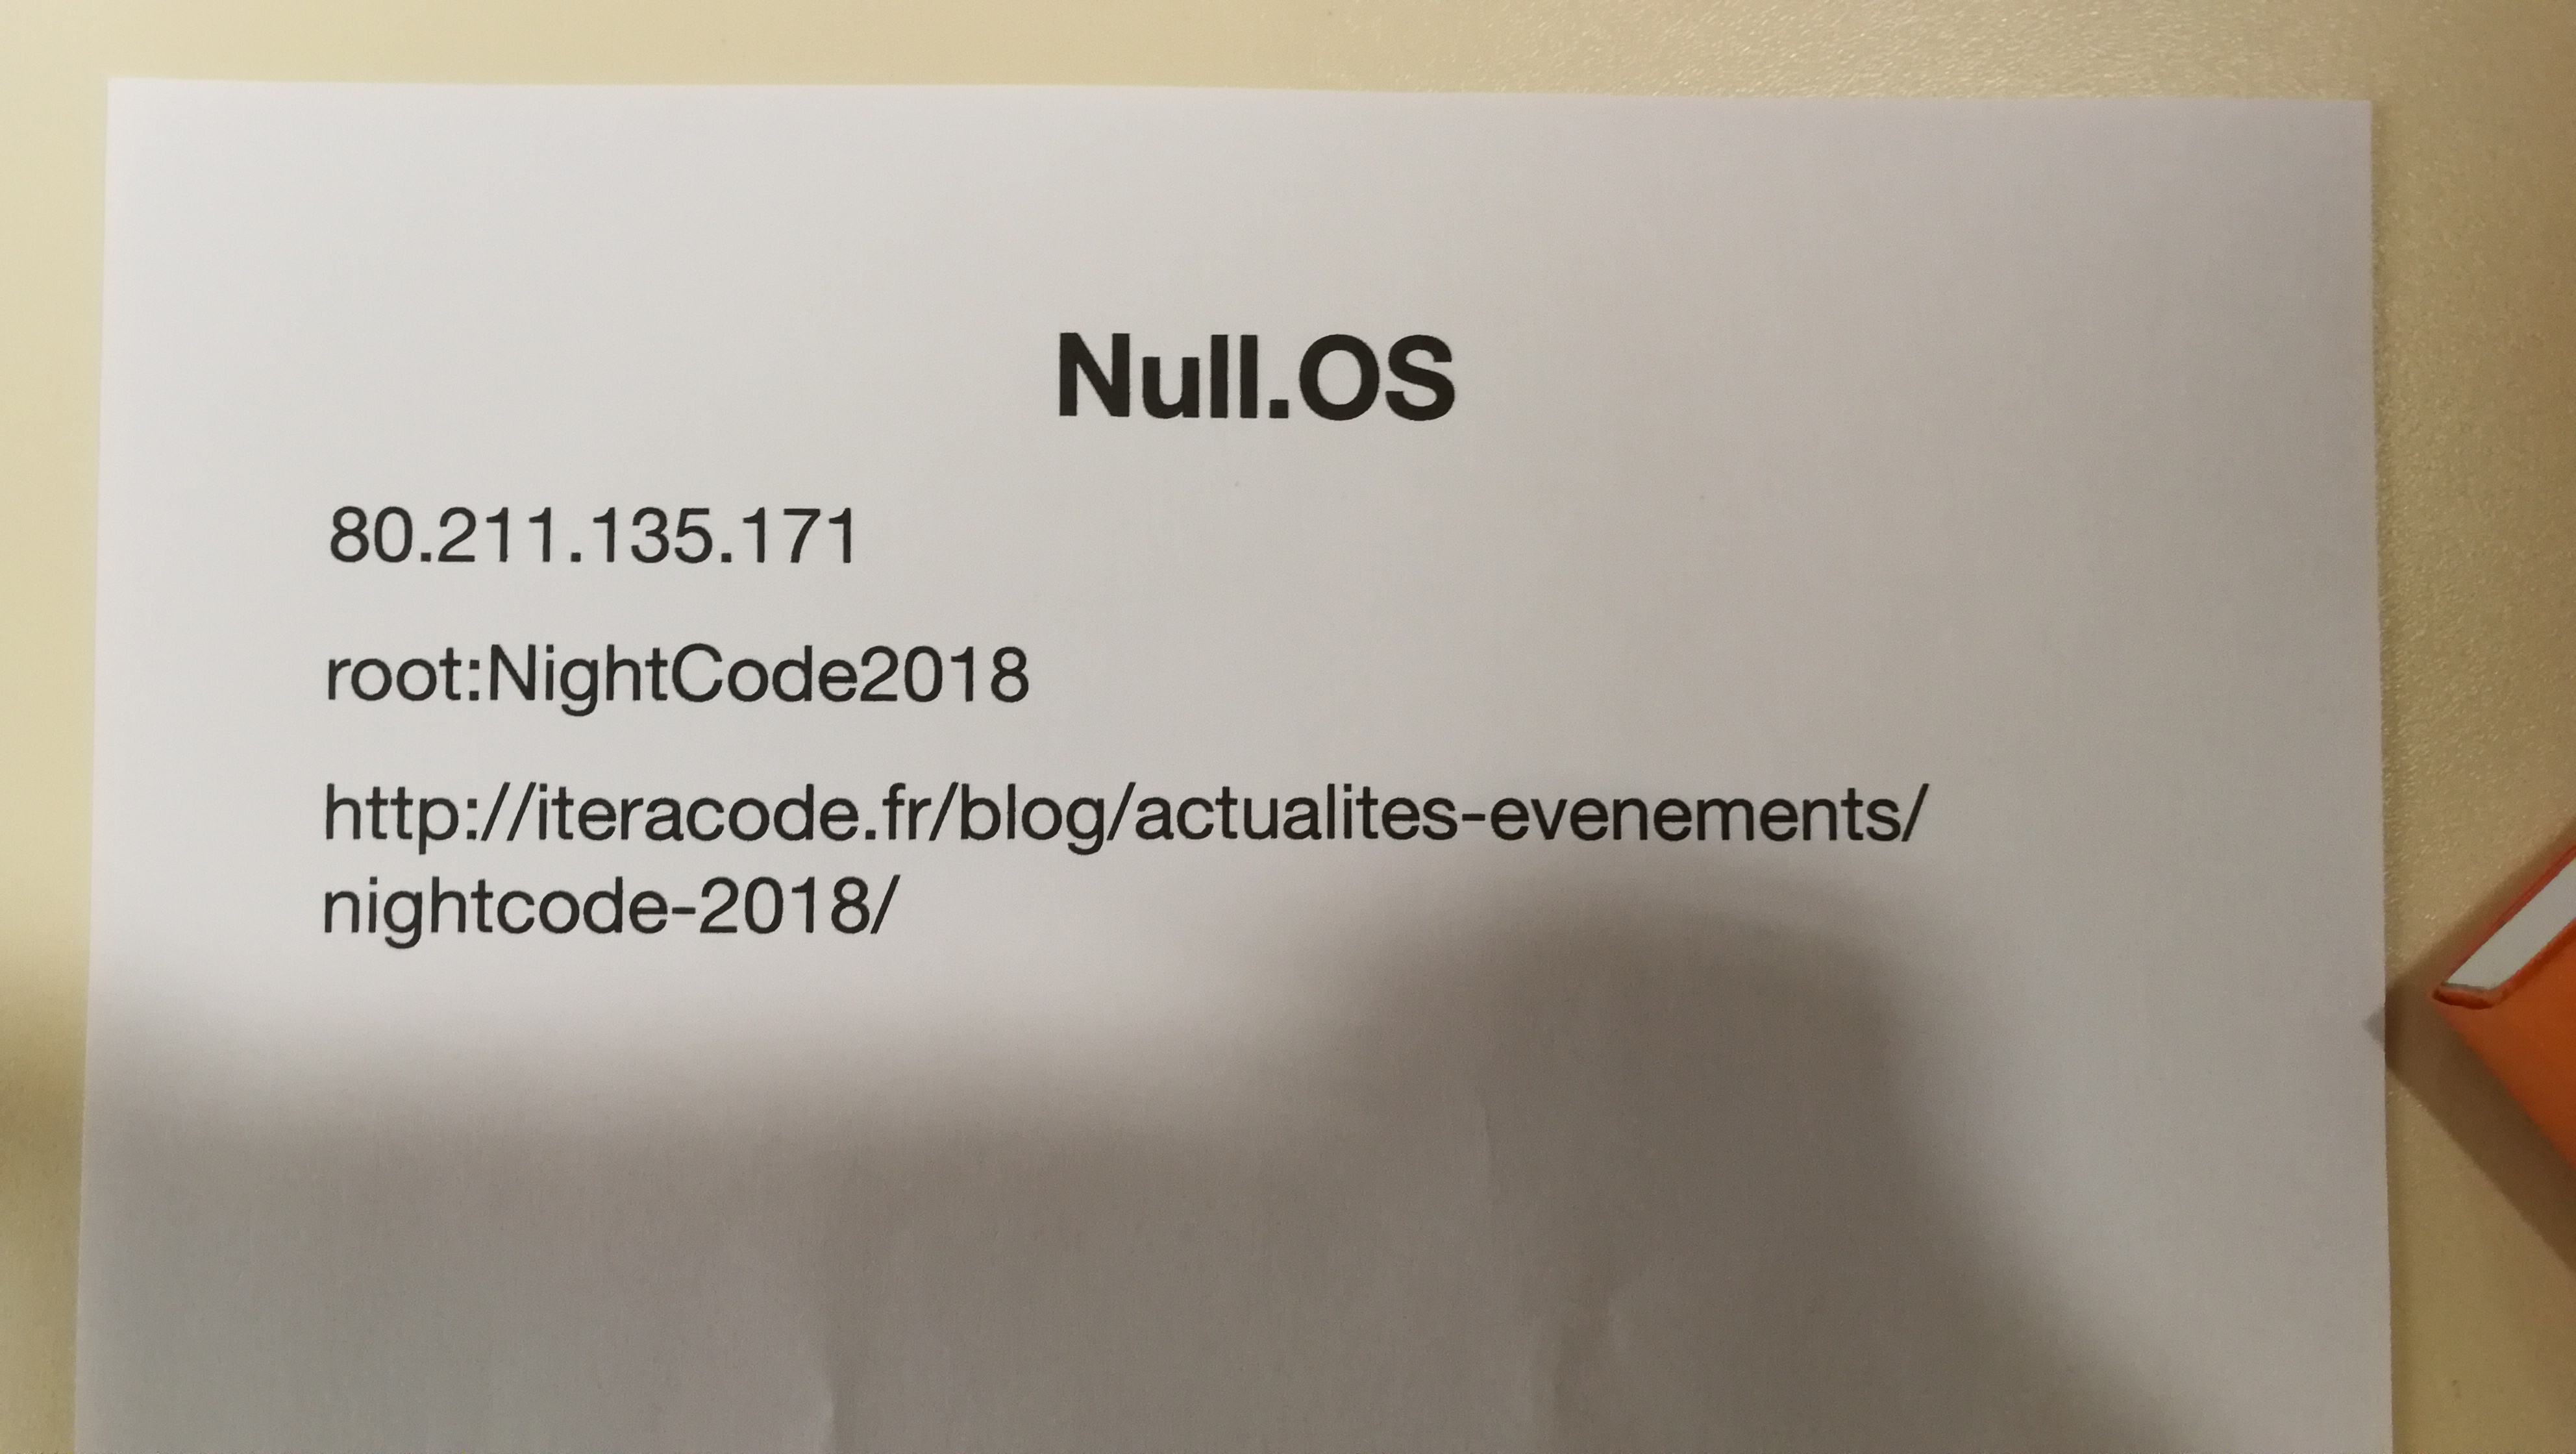 Null.OS
80.211.135.171
root:NightCode2018
http://iteracode.fr/blog/actualites-evenements/
nightcode-2018/